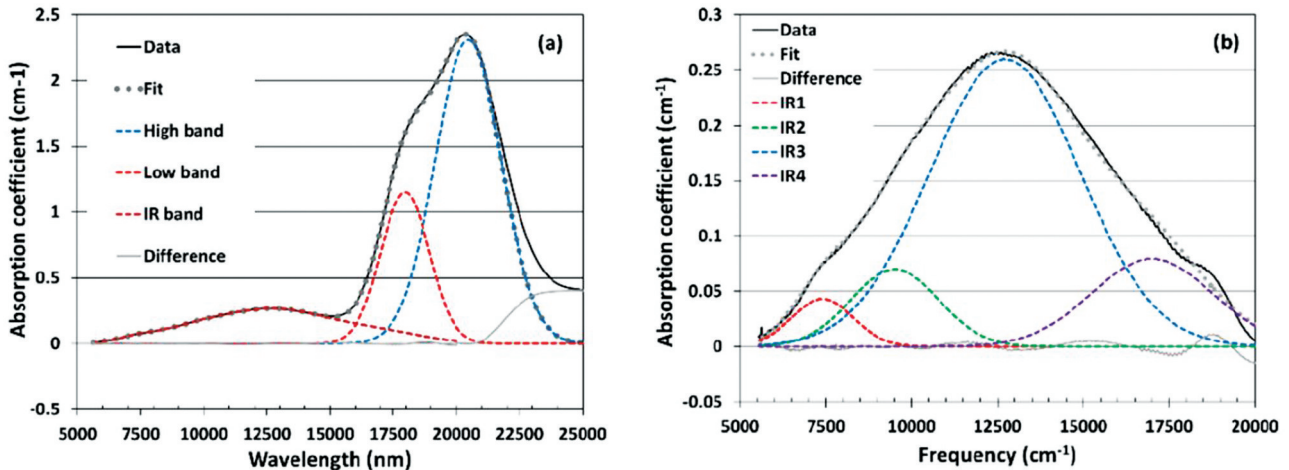 (a)
Data
Fit
High band
Low band
IR band
Difference
Absorption coefficient (cm-1)
2.5
2
1.5
1
0.5
0
-0.5
5000 7500 10000 12500 15000 17500 20000 22500 25000
Wavelength (nm)
(b)
Data
Fit
Difference
IR1
IR2
IR3
IR4
Absorption coefficient (cm⁻¹)
0.3
0.25
0.2
0.15
0.1
0.05
0
-0.05
5000 7500 10000 12500 15000 17500 20000
Frequency (cm⁻¹)